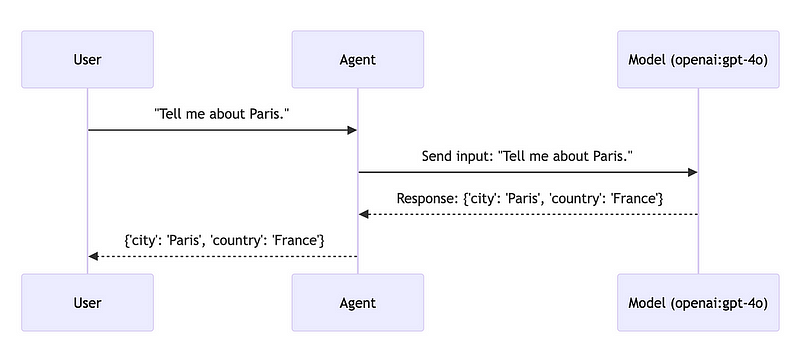 User
Agent
Model (openai:gpt-4o)
"Tell me about Paris."
Send input: "Tell me about Paris."
Response: {'city': 'Paris', 'country': 'France'}
{'city': 'Paris', 'country': 'France'}
User
Agent
Model (openai:gpt-4o)